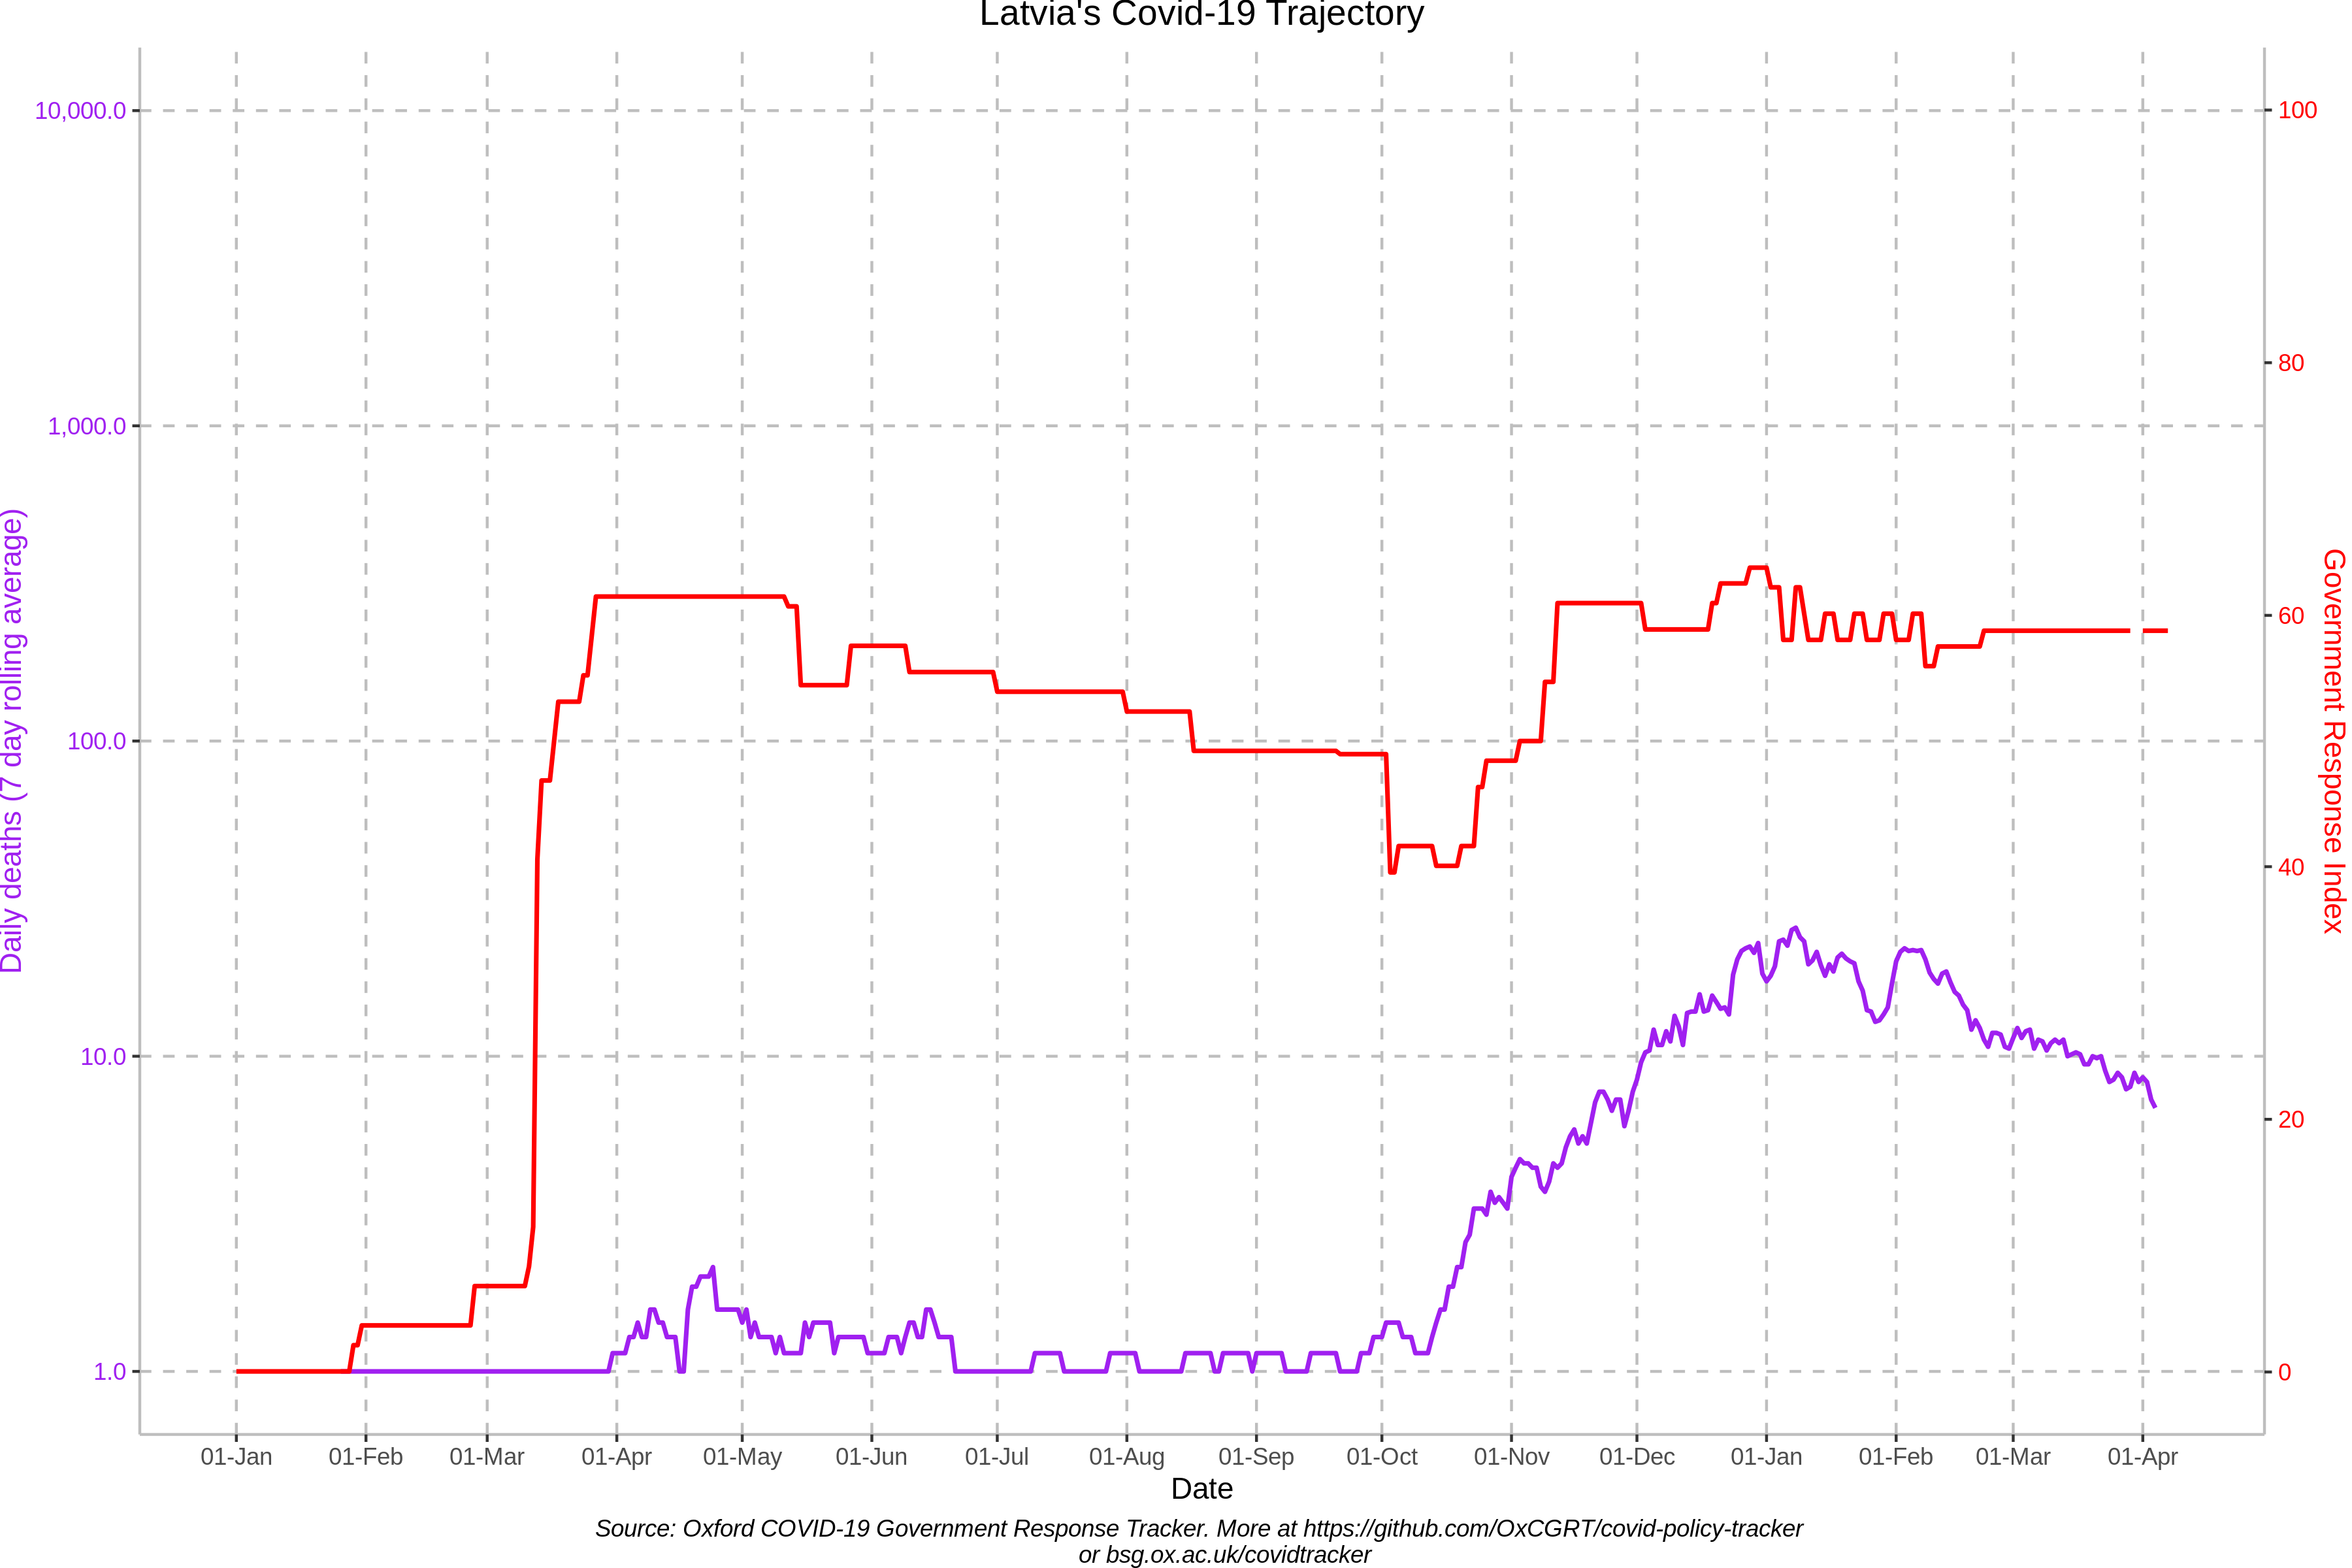 Latvia's Covid-19 Trajectory
10,000.0
1,000.0
100.0
10.0
1.0
Daily deaths (7 day rolling average)
100
80
60
40
20
0
Government Response Index
01-Jan 01-Feb 01-Mar 01-Apr 01-May 01-Jun 01-Jul 01-Aug 01-Sep 01-Oct 01-Nov 01-Dec 01-Jan 01-Feb 01-Mar 01-Apr
Date
Source: Oxford COVID-19 Government Response Tracker. More at https://github.com/OxCGRT/covid-policy-tracker
or bsg.ox.ac.uk/covidtracker